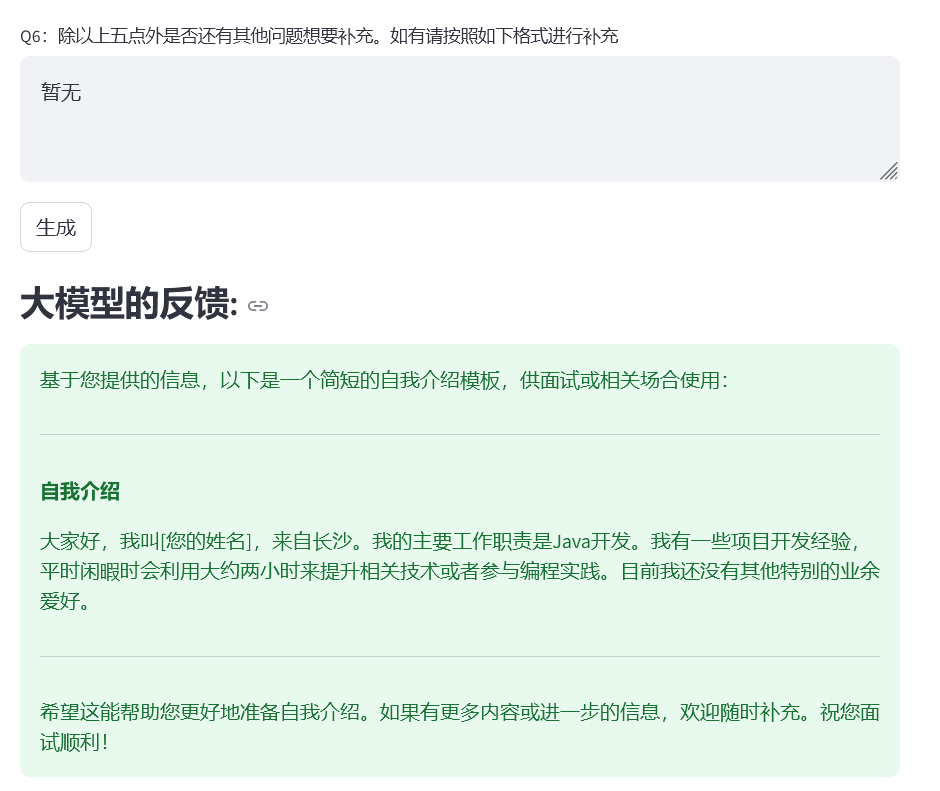 Q6：除以上五点外是否还有其他问题想要补充。如有请按照如下格式进行补充
暂无
生成
大模型的反馈:
基于您提供的信息，以下是一个简短的自我介绍模板，供面试或相关场合使用：
自我介绍
大家好，我叫[您的姓名]，来自长沙。我的主要工作职责是Java开发。我有一些项目开发经验，
平时闲暇时会利用大约两小时来提升相关技术或者参与编程实践。目前我还没有其他特别的业余
爱好。
希望这能帮助您更好地准备自我介绍。如果有更多内容或进一步的信息，欢迎随时补充。祝您面
试顺利！